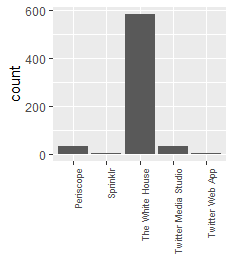 600
400
200
0
count
Periscope
Sprinklr
The White House
Twitter Media Studio
Twitter Web App